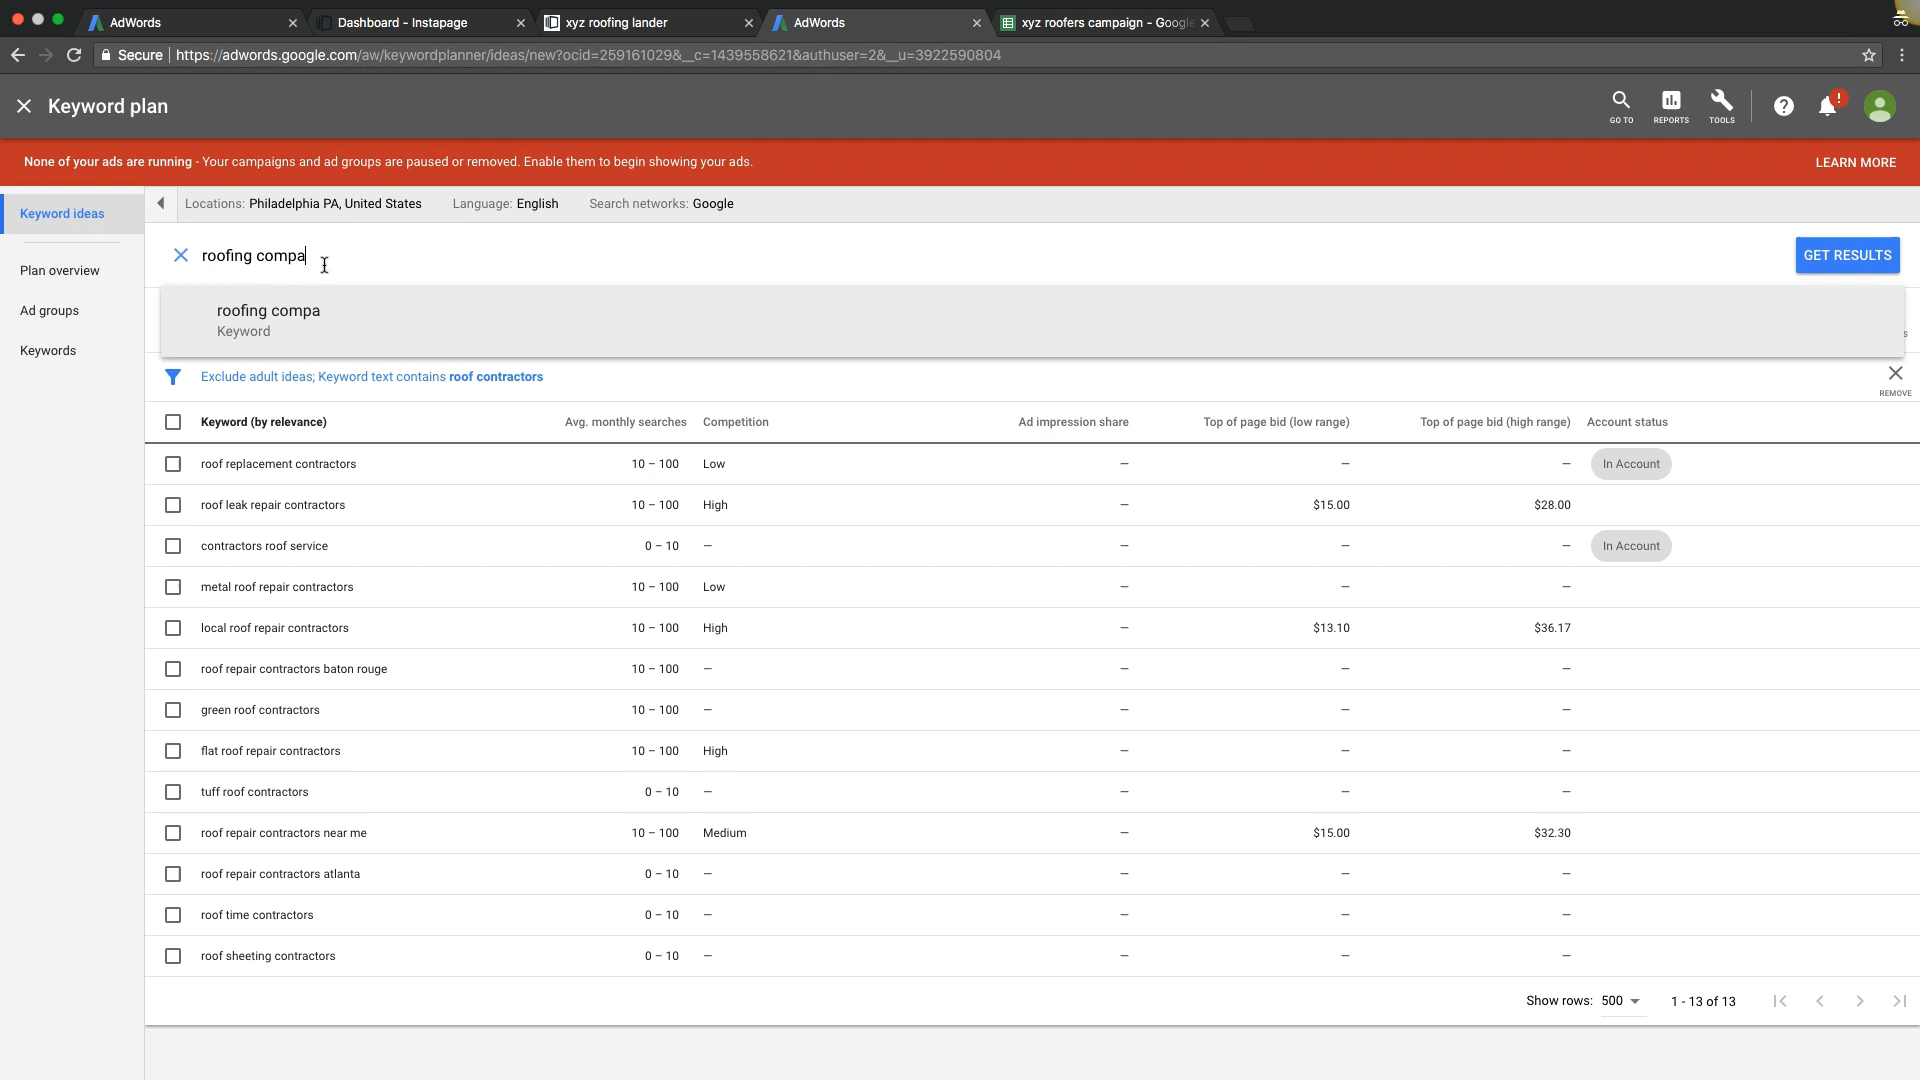 AdWords
Dashboard - Instapage
xyz roofing lander
AdWords
xyz roofers campaign - Google
Secure
https://adwords.google.com/aw/keywordplanner/ideas/new?ocid=259161029&__c=1439558621&authuser=2&__u=3922590804
Keyword plan
GO TO
REPORTS
TOOLS
?
!
None of your ads are running - Your campaigns and ad groups are paused or removed. Enable them to begin showing your ads.
LEARN MORE
Keyword ideas
Plan overview
Ad groups
Keywords
Locations: Philadelphia PA, United States Language: English Search networks: Google
roofing compa
GET RESULTS
roofing compa
Keyword
s
Exclude adult ideas; Keyword text contains roof contractors
REMOVE
Keyword (by relevance) Avg. monthly searches Competition Ad impression share Top of page bid (low range) Top of page bid (high range) Account status
roof replacement contractors 10 – 100 Low – – – In Account
roof leak repair contractors 10 – 100 High – $15.00 $28.00
contractors roof service 0 – 10 – – – – In Account
metal roof repair contractors 10 – 100 Low – – –
local roof repair contractors 10 – 100 High – $13.10 $36.17
roof repair contractors baton rouge 10 – 100 – – – –
green roof contractors 10 – 100 – – – –
flat roof repair contractors 10 – 100 High – – –
tuff roof contractors 0 – 10 – – – –
roof repair contractors near me 10 – 100 Medium – $15.00 $32.30
roof repair contractors atlanta 0 – 10 – – – –
roof time contractors 0 – 10 – – – –
roof sheeting contractors 0 – 10 – – – –
Show rows: 500 1 - 13 of 13